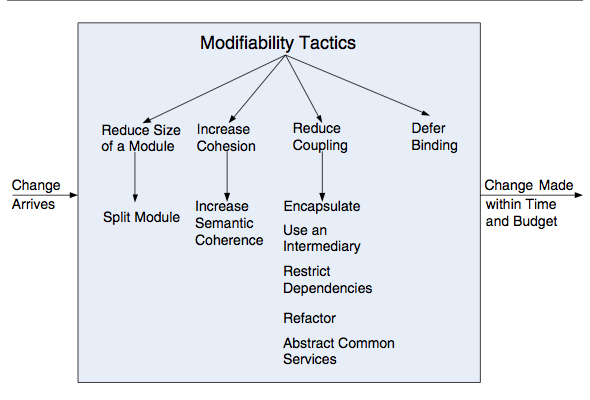 Modifiability Tactics
Reduce Size
of a Module
Increase
Cohesion
Reduce
Coupling
Defer
Binding
Change
Arrives
Split Module
Increase
Semantic
Coherence
Encapsulate
Use an
Intermediary
Restrict
Dependencies
Refactor
Abstract Common
Services
Change Made
within Time
and Budget